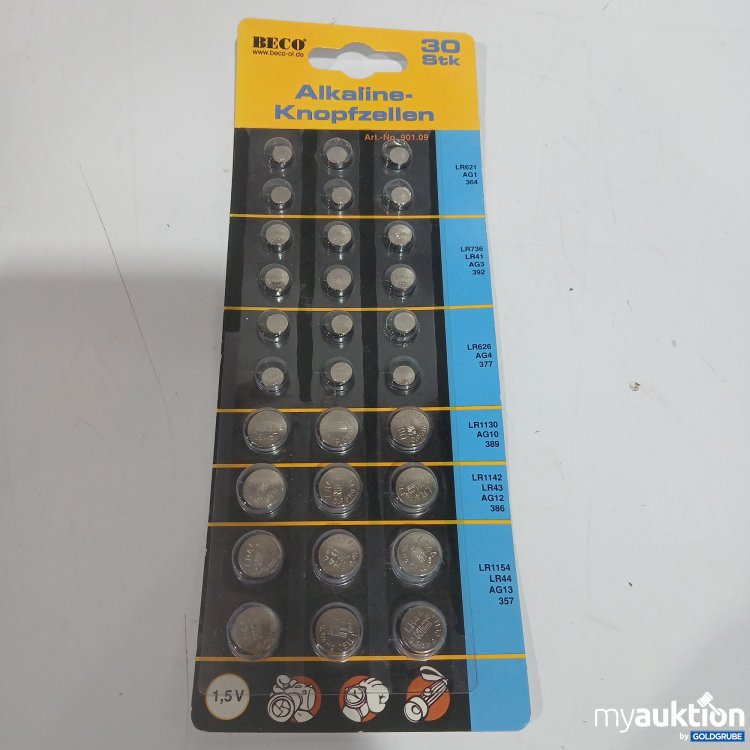 BECO®
www.beco-ol.de
30
Stk
Alkaline-
Knopfzellen
Art.-No. 901.09
LR621
AG1
364
LR736
LR41
AG3
392
LR626
AG4
377
LR1130
AG10
389
LR1142
LR43
AG12
386
LR1154
LR44
AG13
357
1,5V
myauktion
by GOLDGRUBE